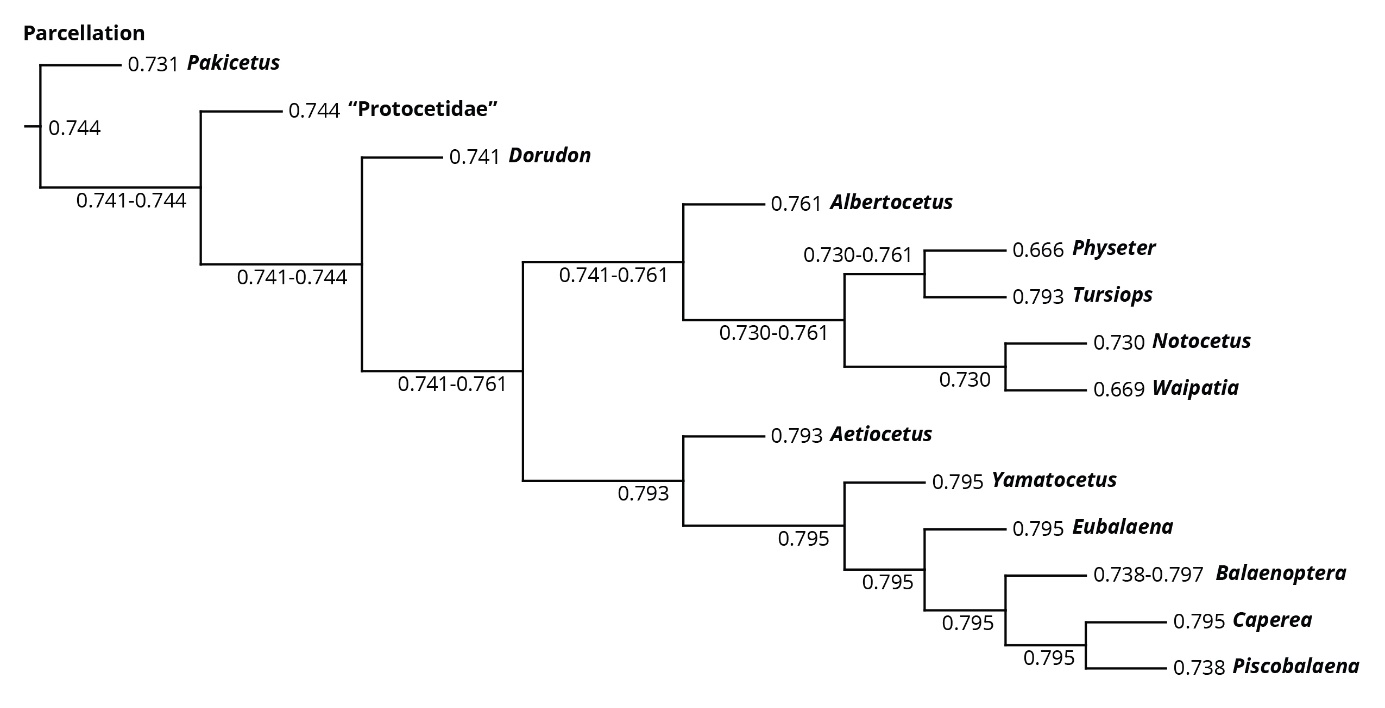 Parcellation
0.731 Pakicetus
0.744 “Protocetidae”
0.744
0.741 Dorudon
0.741-0.744
0.761 Albertocetus
0.730-0.761
0.666 Physeter
0.741-0.744
0.741-0.761
0.793 Tursiops
0.730-0.761
0.730 Notocetus
0.730
0.741-0.761
0.669 Waipatia
0.793 Aetiocetus
0.795 Yamatocetus
0.793
0.795 Eubalaena
0.795
0.738-0.797 Balaenoptera
0.795
0.795
0.795 Caperea
0.795
0.738 Piscobalaena